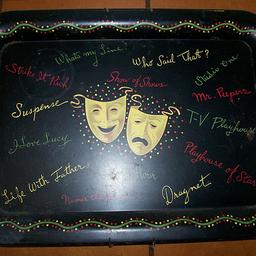 What's my Line?
Who Said That?
Strike It Rich
Show of Shows
Studio One
Mr. Peepers
Suspense
T-V Playhouse
I Love Lucy
Playhouse of Stars
Life With Father
Hour
Dragnet